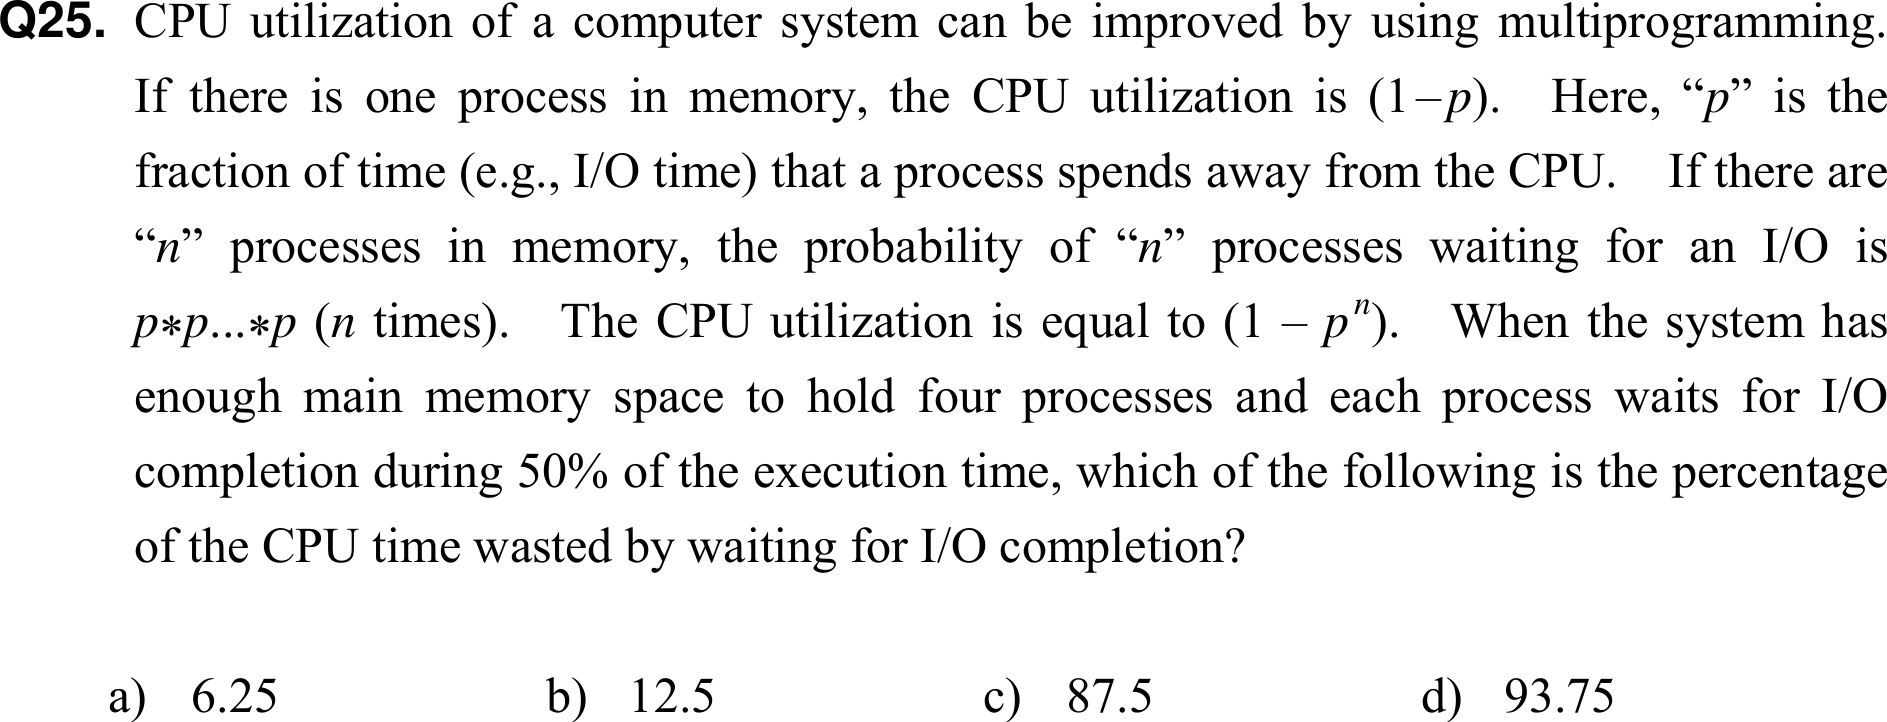 Q25. CPU utilization of a computer system can be improved by using multiprogramming.
If there is one process in memory, the CPU utilization is (1–p). Here, “p” is the
fraction of time (e.g., I/O time) that a process spends away from the CPU. If there are
“n” processes in memory, the probability of “n” processes waiting for an I/O is
p*p...*p (n times). The CPU utilization is equal to (1 – pⁿ). When the system has
enough main memory space to hold four processes and each process waits for I/O
completion during 50% of the execution time, which of the following is the percentage
of the CPU time wasted by waiting for I/O completion?
a) 6.25 b) 12.5 c) 87.5 d) 93.75